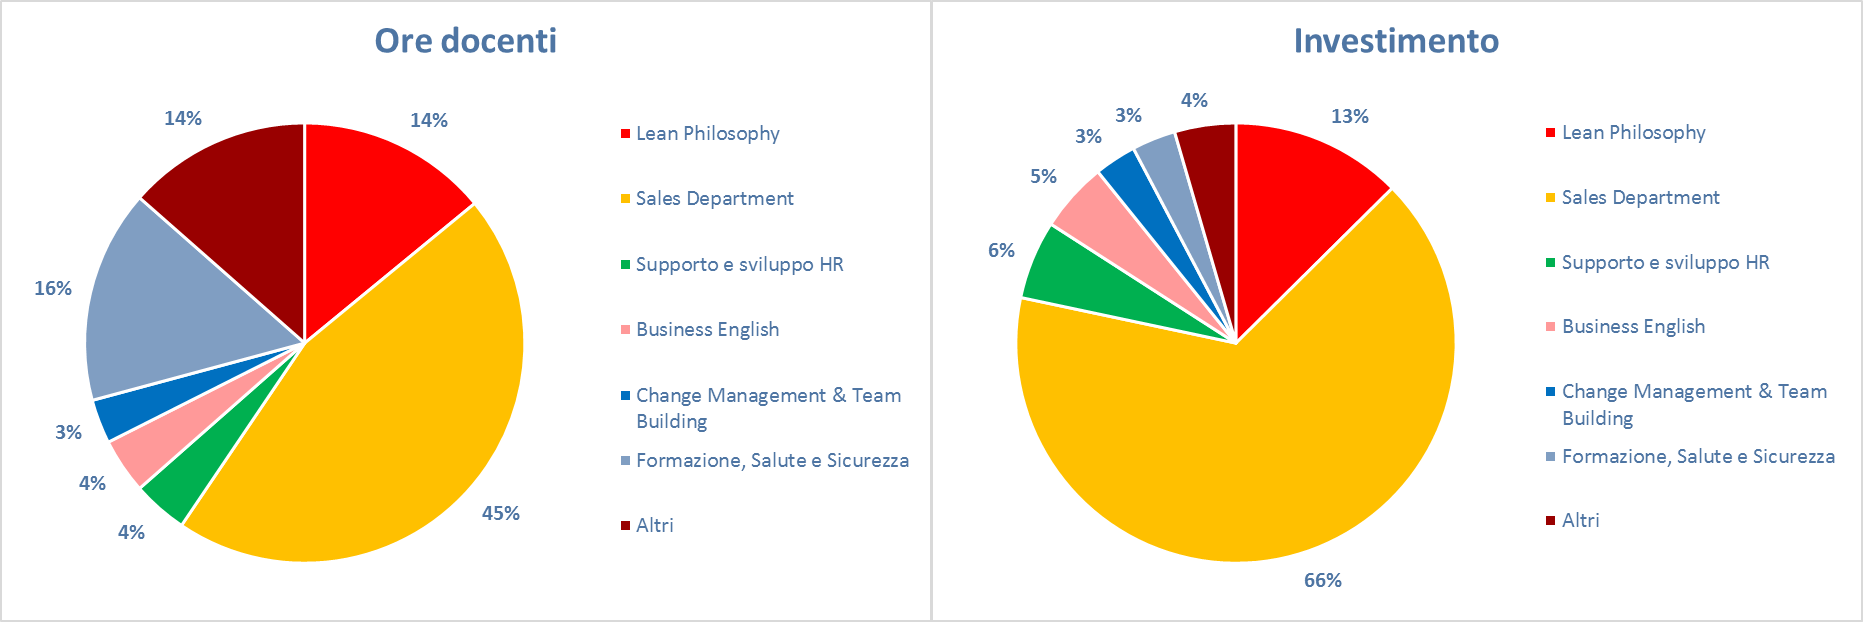 Ore docenti
14%
14%
16%
3%
4%
4%
45%
Lean Philosophy
Sales Department
Supporto e sviluppo HR
Business English
Change Management & Team
Building
Formazione, Salute e Sicurezza
Altri
Investimento
4%
3%
3%
5%
6%
13%
66%
Lean Philosophy
Sales Department
Supporto e sviluppo HR
Business English
Change Management & Team
Building
Formazione, Salute e Sicurezza
Altri